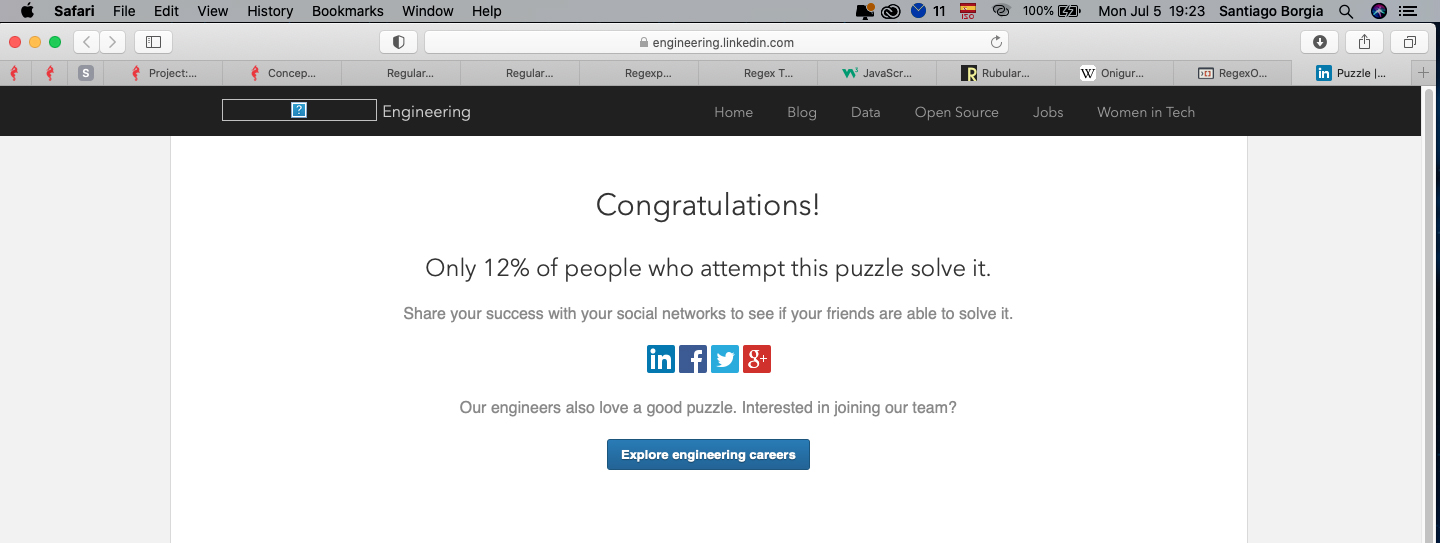 Safari File Edit View History Bookmarks Window Help 11 ISO 100% Mon Jul 5 19:23 Santiago Borgia
engineering.linkedin.com
S Project:... Concep... Regular... Regular... Regexp... Regex T... JavaScr... Rubular... Onigur... RegexO... Puzzle |...
Engineering Home Blog Data Open Source Jobs Women in Tech
Congratulations!
Only 12% of people who attempt this puzzle solve it.
Share your success with your social networks to see if your friends are able to solve it.
in f g+
Our engineers also love a good puzzle. Interested in joining our team?
Explore engineering careers